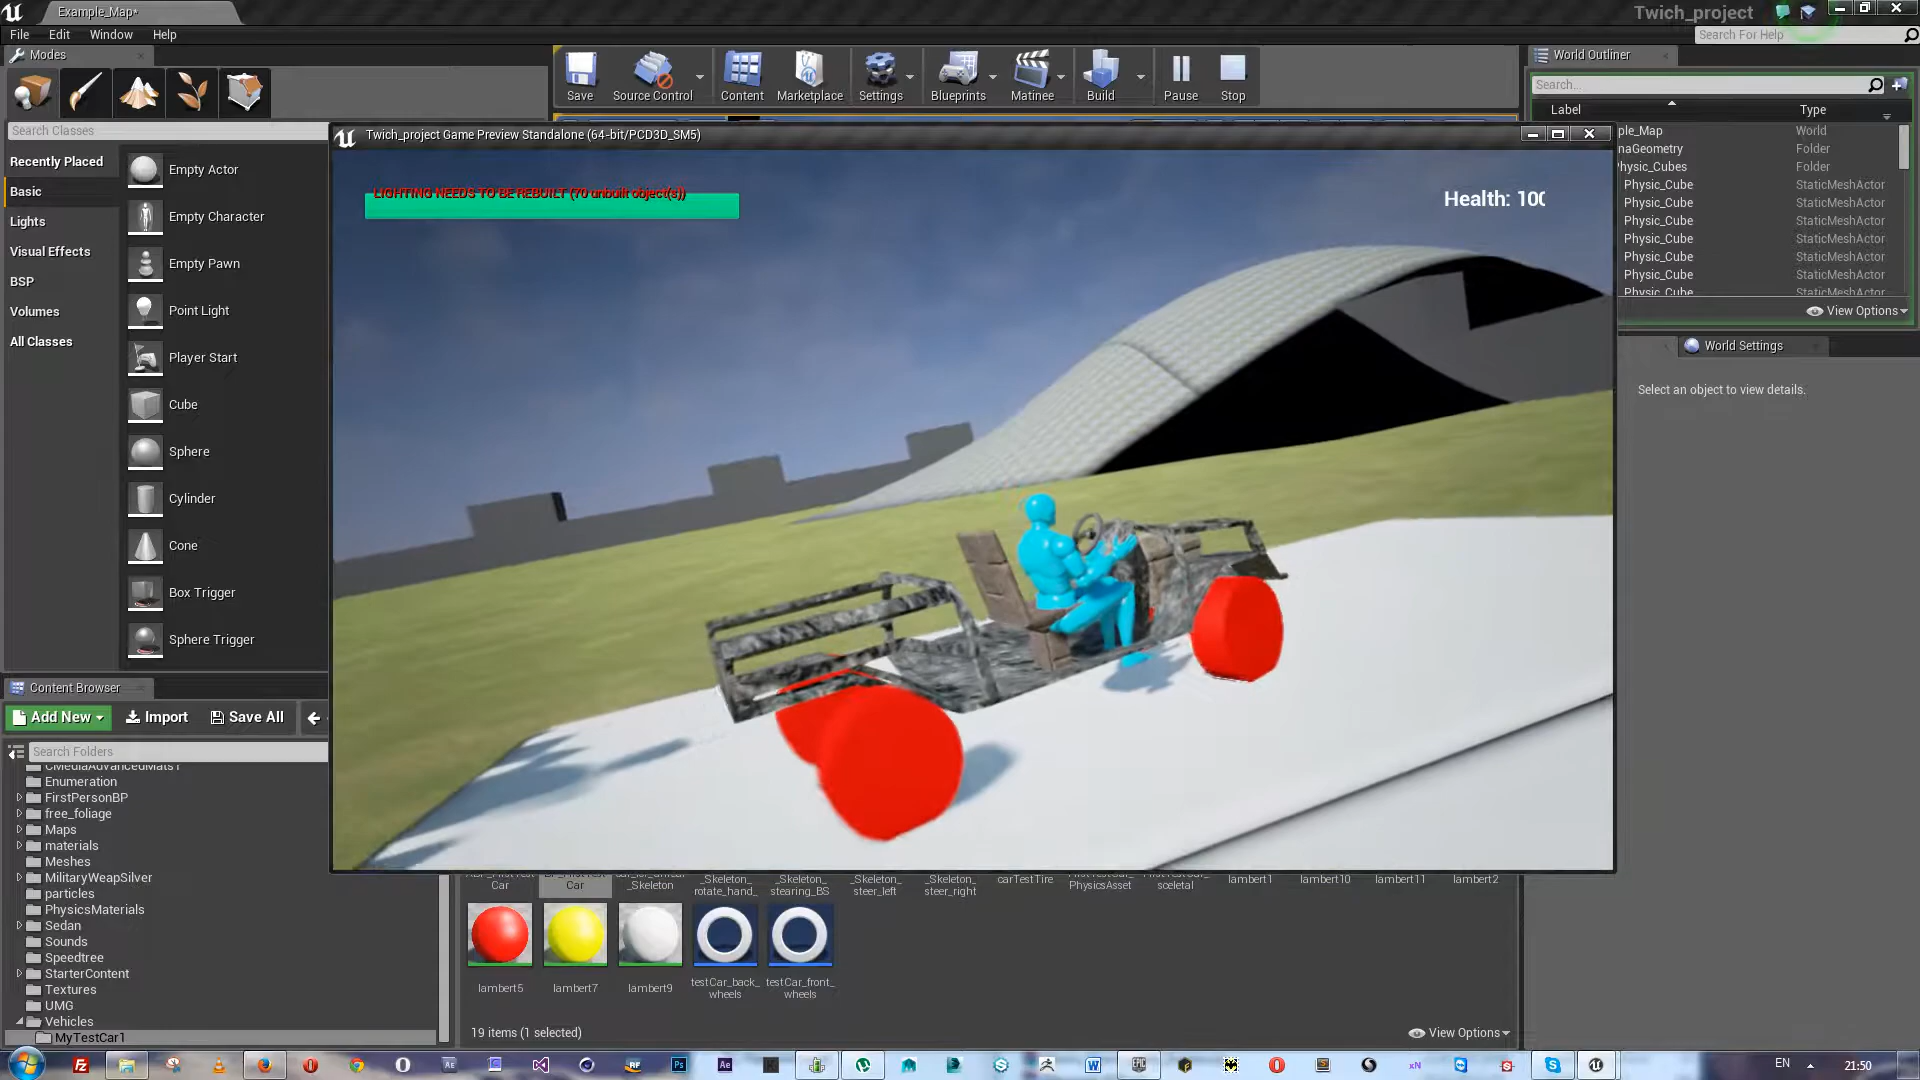 Example_Map*
Twich_project
File Edit Window Help
Search For Help
Modes
Save
Source Control
Content
Marketplace
Settings
Blueprints
Matinee
Build
Pause
Stop
World Outliner
Search...
Label
Type
Search Classes
Recently Placed
Basic
Lights
Visual Effects
BSP
Volumes
All Classes
Empty Actor
Empty Character
Empty Pawn
Point Light
Player Start
Cube
Sphere
Cylinder
Cone
Box Trigger
Sphere Trigger
Twich_project Game Preview Standalone (64-bit/PCD3D_SM5)
LIGHTING NEEDS TO BE REBUILT (70 unbuilt object(s))
Health: 100
ple_Map World
naGeometry Folder
Physic_Cubes Folder
Physic_Cube StaticMeshActor
Physic_Cube StaticMeshActor
Physic_Cube StaticMeshActor
Physic_Cube StaticMeshActor
Physic_Cube StaticMeshActor
Physic_Cube StaticMeshActor
Physic_Cube StaticMeshActor
View Options
World Settings
Select an object to view details.
Content Browser
Add New
Import
Save All
Search Folders
CMediaAdvancedMats1
Enumeration
FirstPersonBP
free_foliage
Maps
materials
Meshes
MilitaryWeapSilver
particles
PhysicsMaterials
Sedan
Sounds
Speedtree
StarterContent
Textures
UMG
Vehicles
MyTestCar1
Car
Car
_Skeleton
_Skeleton_
rotate_hand_
_Skeleton_
stearing_BS
_Skeleton_
steer_left
_Skeleton_
steer_right
carTestTire
PhysicsAsset
sceletal
lambert1
lambert10
lambert11
lambert2
lambert5
lambert7
lambert9
testCar_back_
wheels
testCar_front_
wheels
19 items (1 selected)
View Options
EN
21:50